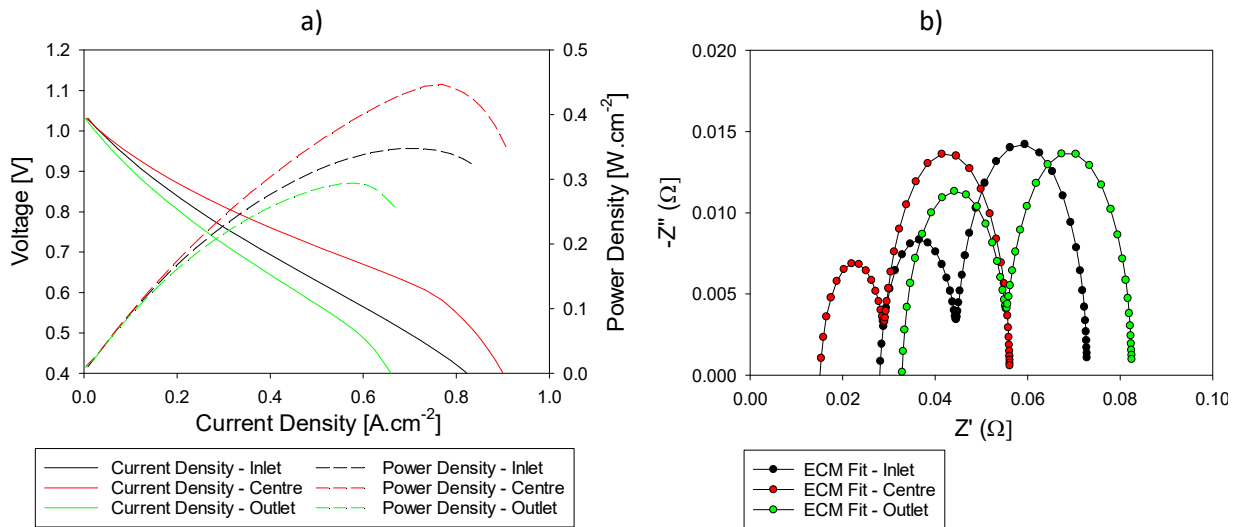 a)
b)
1.2
1.1
1.0
0.9
0.8
0.7
0.6
0.5
0.4
Voltage [V]
0.5
0.4
0.3
0.2
0.1
0.0
Power Density [W.cm-2]
0.0 0.2 0.4 0.6 0.8 1.0
Current Density [A.cm-2]
Current Density - Inlet
Current Density - Centre
Current Density - Outlet
Power Density - Inlet
Power Density - Centre
Power Density - Outlet
0.020
0.015
0.010
0.005
0.000
-Z" (Ω)
0.00 0.02 0.04 0.06 0.08 0.10
Z' (Ω)
ECM Fit - Inlet
ECM Fit - Centre
ECM Fit - Outlet